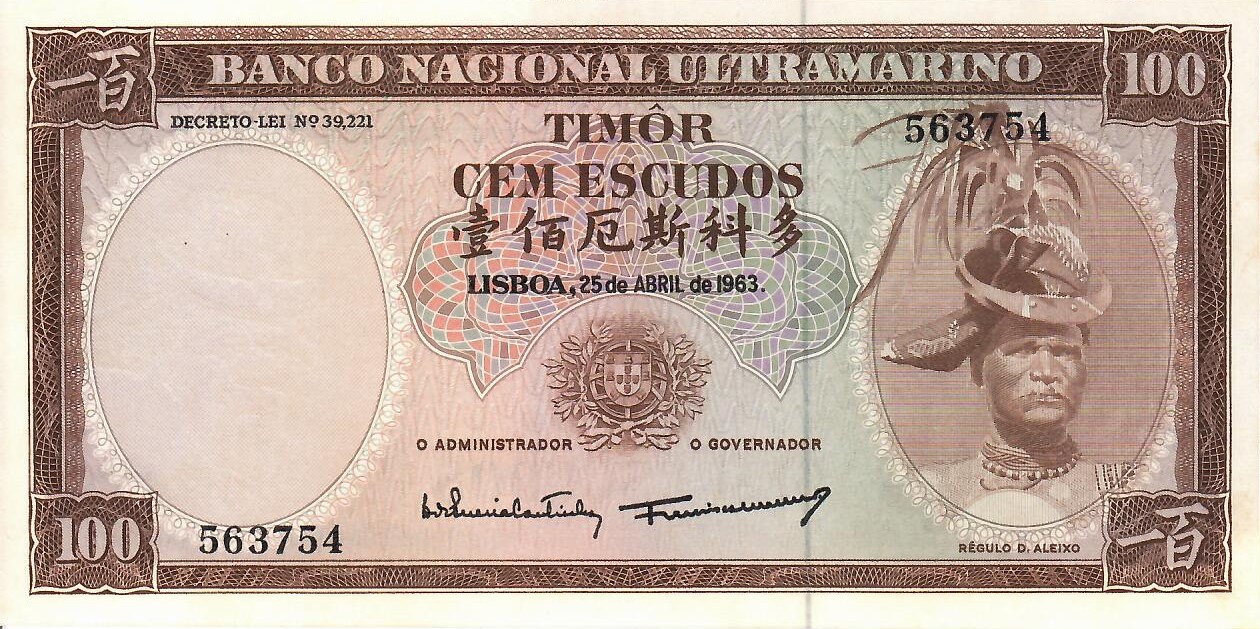 一百
BANCO NACIONAL ULTRAMARINO
100
DECRETO-LEI Nº 39,221
TIMÔR
563754
CEM ESCUDOS
壹佰厄斯科多
LISBOA, 25 de ABRIL de 1963.
O ADMINISTRADOR
O GOVERNADOR
100
563754
RÉGULO D. ALEIXO
一百